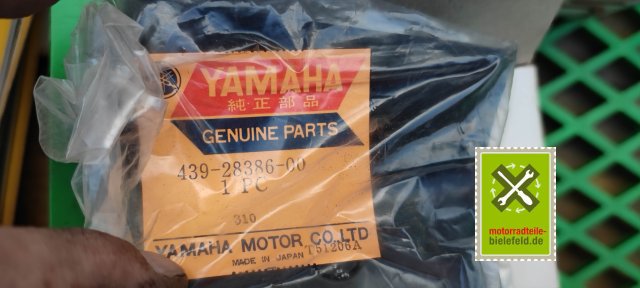 YAMAHA
純正部品
GENUINE PARTS
439-28386-00
1 PC
310
YAMAHA MOTOR CO.,LTD
MADE IN JAPAN T51206A
motorradteile-
bielefeld.de